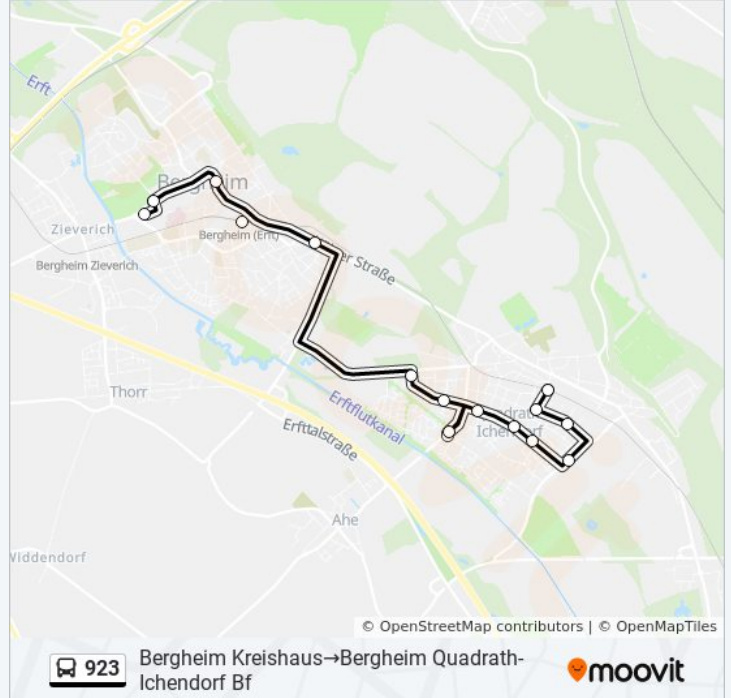 Erft
Bergheim
Zieverich
Bergheim (Erft)
er Straße
Bergheim Zieverich
Thorr
Erftflutkanal
Erfttalstraße
Quadrath-
Ichendorf
Ahe
Widdendorf
© OpenStreetMap contributors | © OpenMapTiles
923
Bergheim Kreishaus→Bergheim Quadrath-
Ichendorf Bf
moovit